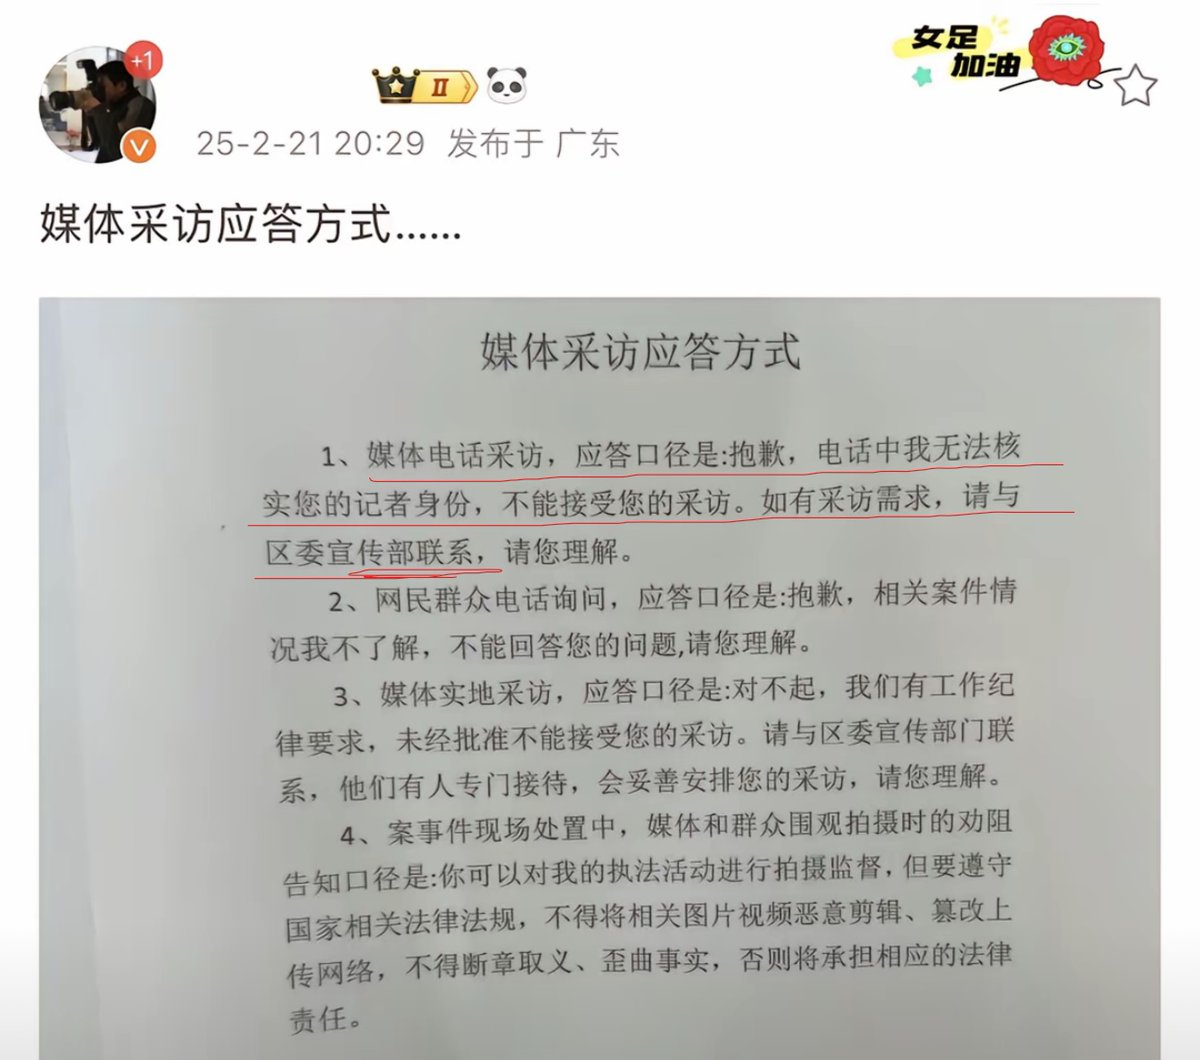 女足
加油
+1
II
V
25-2-21 20:29 发布于 广东
媒体采访应答方式......
媒体采访应答方式
1、媒体电话采访，应答口径是:抱歉，电话中我无法核
实您的记者身份，不能接受您的采访。如有采访需求，请与
区委宣传部联系，请您理解。
2、网民群众电话询问，应答口径是:抱歉，相关案件情
况我不了解，不能回答您的问题,请您理解。
3、媒体实地采访，应答口径是:对不起，我们有工作纪
律要求，未经批准不能接受您的采访。请与区委宣传部门联
系，他们有人专门接待，会妥善安排您的采访，请您理解。
4、案事件现场处置中，媒体和群众围观拍摄时的劝阻
告知口径是:你可以对我的执法活动进行拍摄监督,但要遵守
国家相关法律法规，不得将相关图片视频恶意剪辑、篡改上
传网络，不得断章取义、歪曲事实，否则将承担相应的法律
责任。